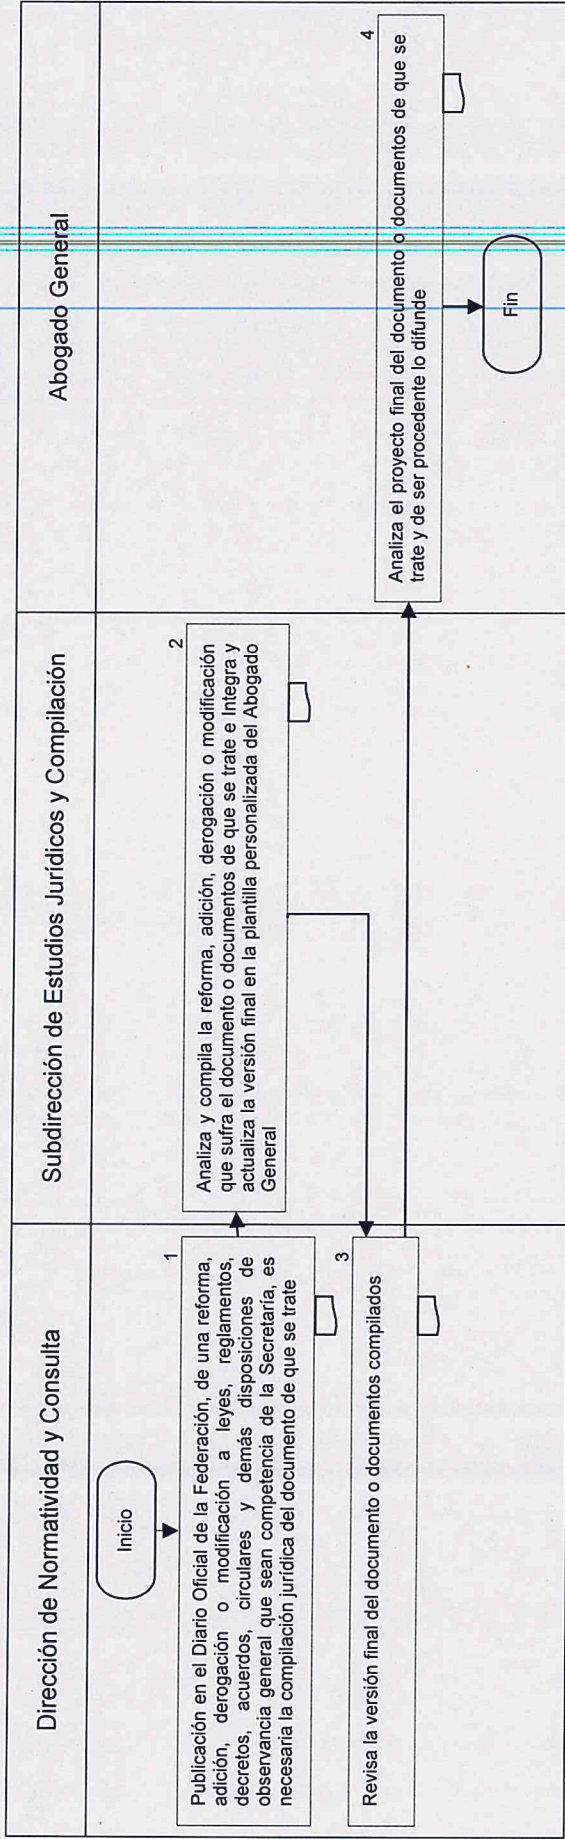 Dirección de Normatividad y Consulta
Subdirección de Estudios Jurídicos y Compilación
Abogado General
Inicio
1
Publicación en el Diario Oficial de la Federación, de una reforma,
adición, derogación o modificación a leyes, reglamentos,
decretos, acuerdos, circulares y demás disposiciones de
observancia general que sean competencia de la Secretaría, es
necesaria la compilación jurídica del documento de que se trate
2
Analiza y compila la reforma, adición, derogación o modificación
que sufra el documento o documentos de que se trate e Integra y
actualiza la versión final en la plantilla personalizada del Abogado
General
3
Revisa la versión final del documento o documentos compilados
4
Analiza el proyecto final del documento o documentos de que se
trate y de ser procedente lo difunde
Fin